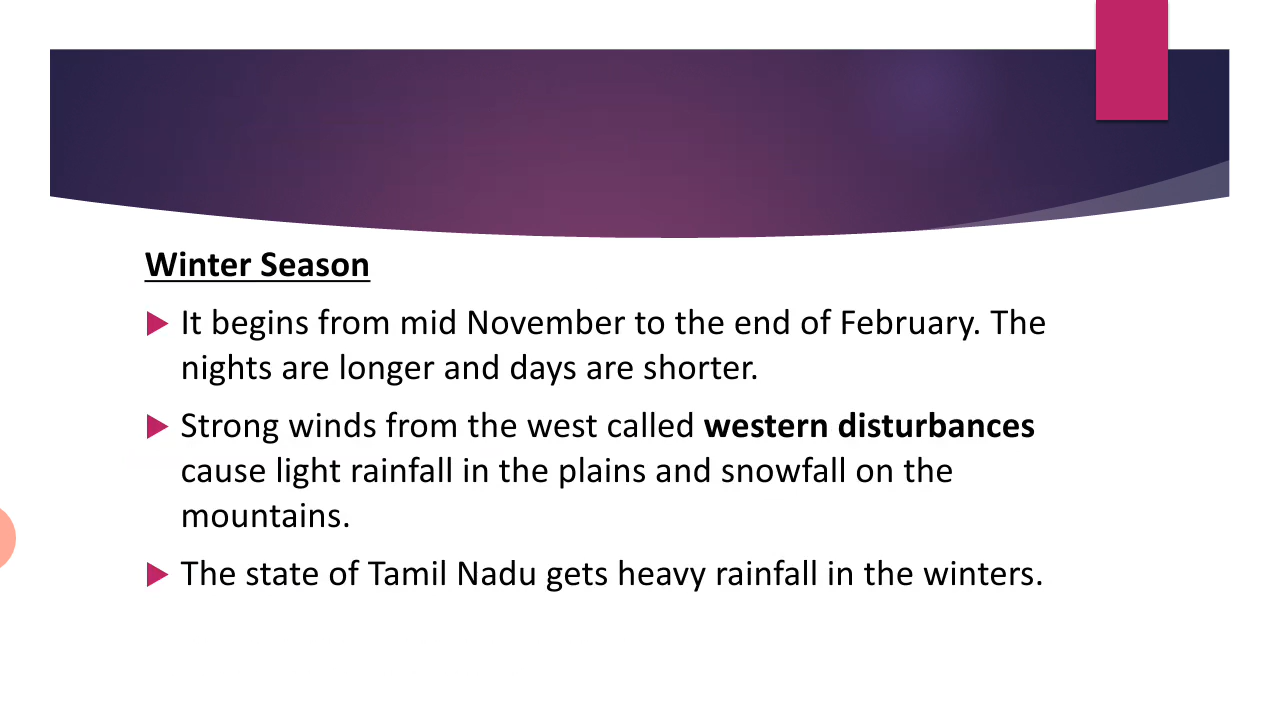 Winter Season
It begins from mid November to the end of February. The
nights are longer and days are shorter.
Strong winds from the west called western disturbances
cause light rainfall in the plains and snowfall on the
mountains.
The state of Tamil Nadu gets heavy rainfall in the winters.